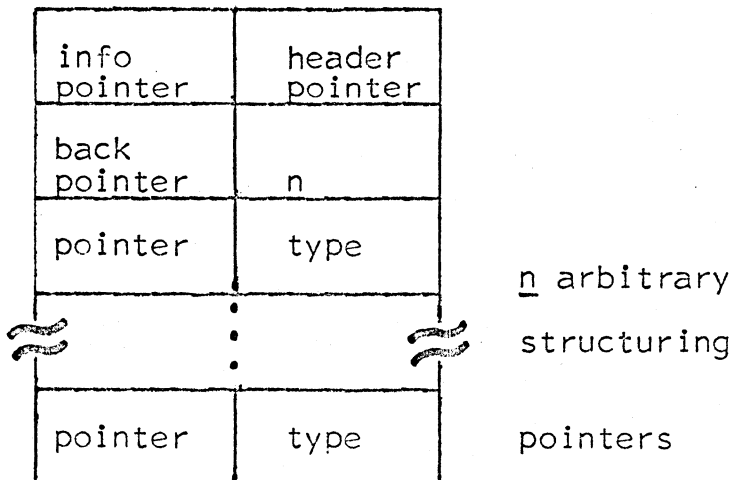 info header
pointer pointer
back
pointer n
pointer type
n arbitrary
structuring
pointer type pointers